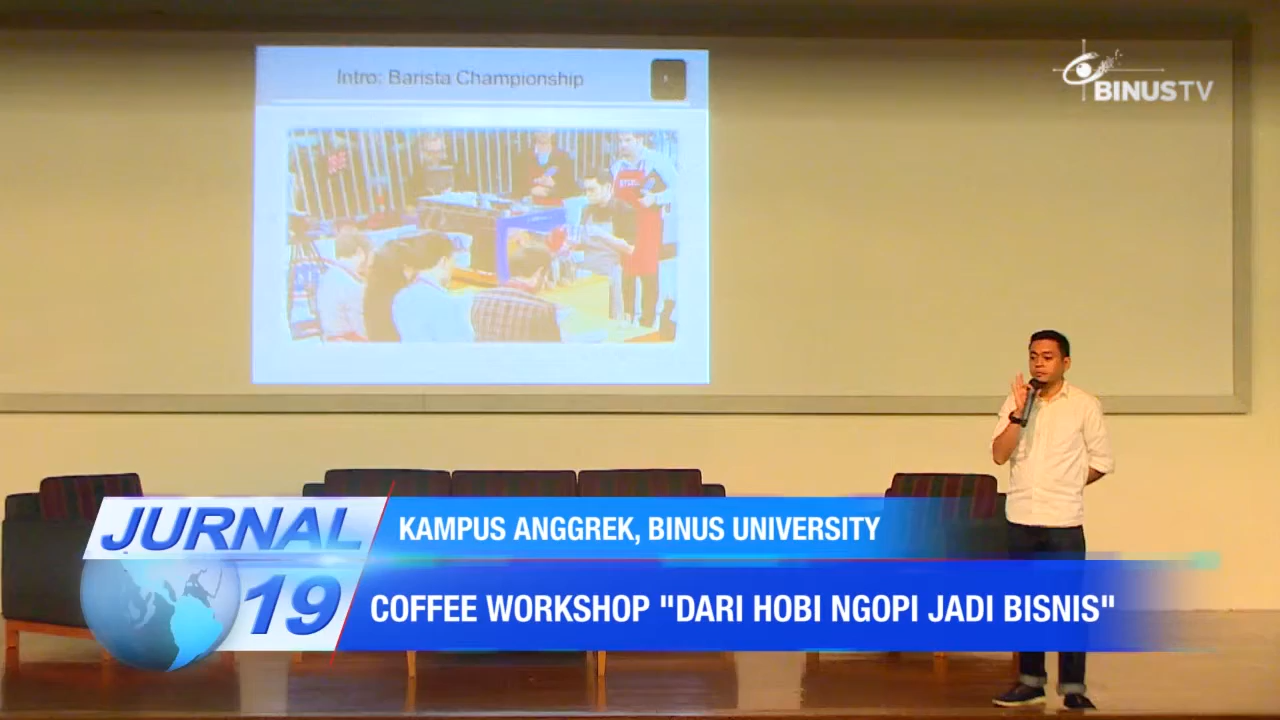 Intro: Barista Championship
BINUSTV
JURNAL
19
KAMPUS ANGGREK, BINUS UNIVERSITY
COFFEE WORKSHOP "DARI HOBI NGOPI JADI BISNIS"